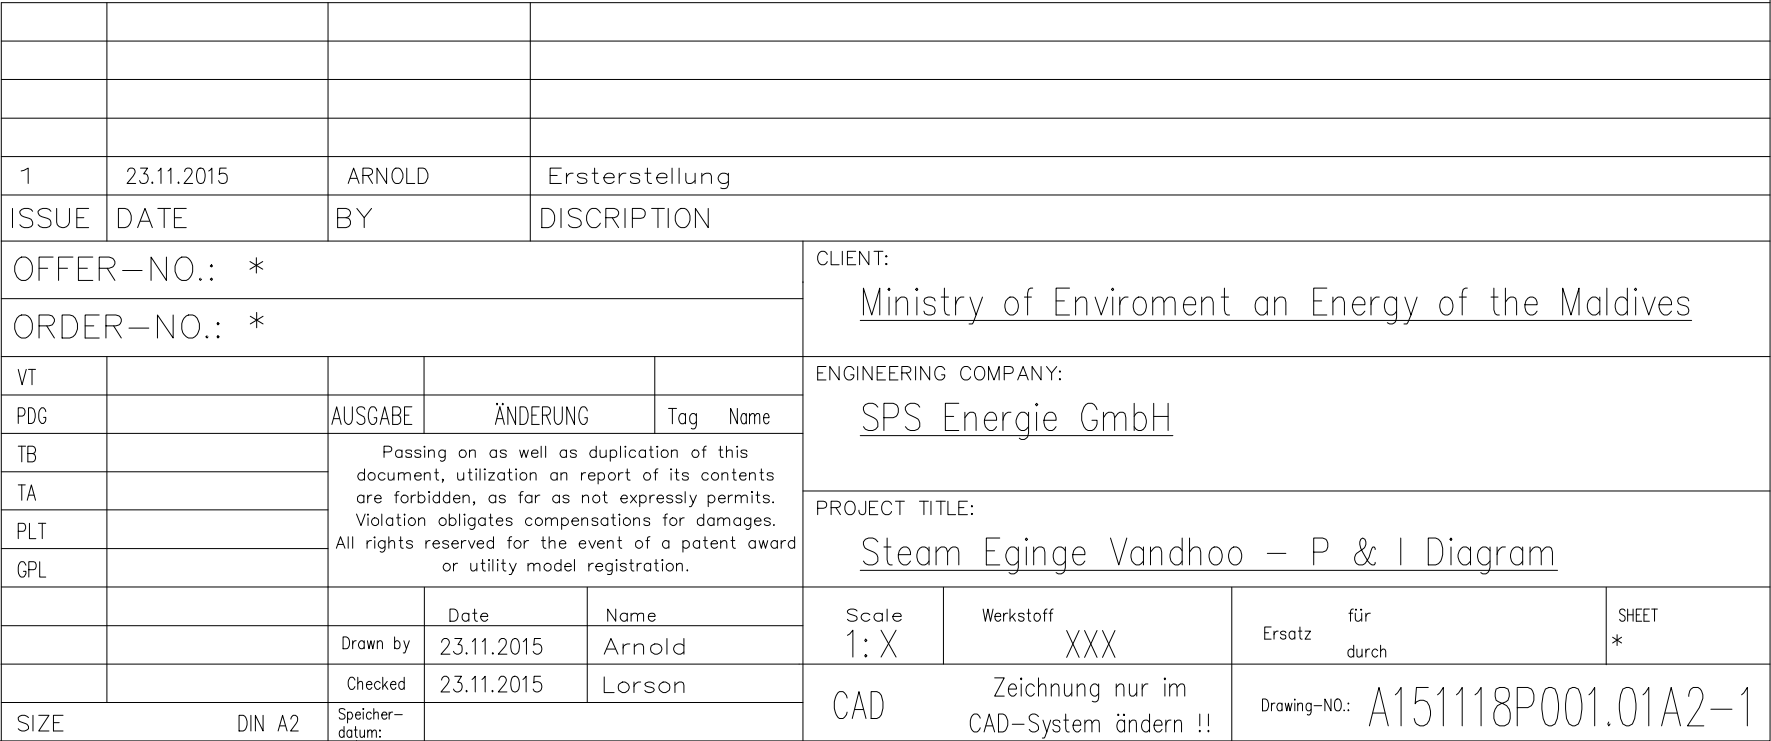 1 23.11.2015 ARNOLD Ersterstellung
ISSUE DATE BY DISCRIPTION
OFFER-NO.: *
ORDER-NO.: *
CLIENT:
Ministry of Enviroment an Energy of the Maldives
VT
PDG AUSGABE ÄNDERUNG Tag Name
TB
TA
PLT
GPL
Passing on as well as duplication of this
document, utilization an report of its contents
are forbidden, as far as not expressly permits.
Violation obligates compensations for damages.
All rights reserved for the event of a patent award
or utility model registration.
ENGINEERING COMPANY:
SPS Energie GmbH
PROJECT TITLE:
Steam Eginge Vandhoo - P & I Diagram
Date Name
Drawn by 23.11.2015 Arnold
Checked 23.11.2015 Lorson
SIZE DIN A2 Speicher-
datum:
Scale
1: X
Werkstoff
XXX
für
Ersatz
durch
SHEET
*
CAD
Zeichnung nur im
CAD-System ändern !!
Drawing-NO.: A151118P001.01A2-1